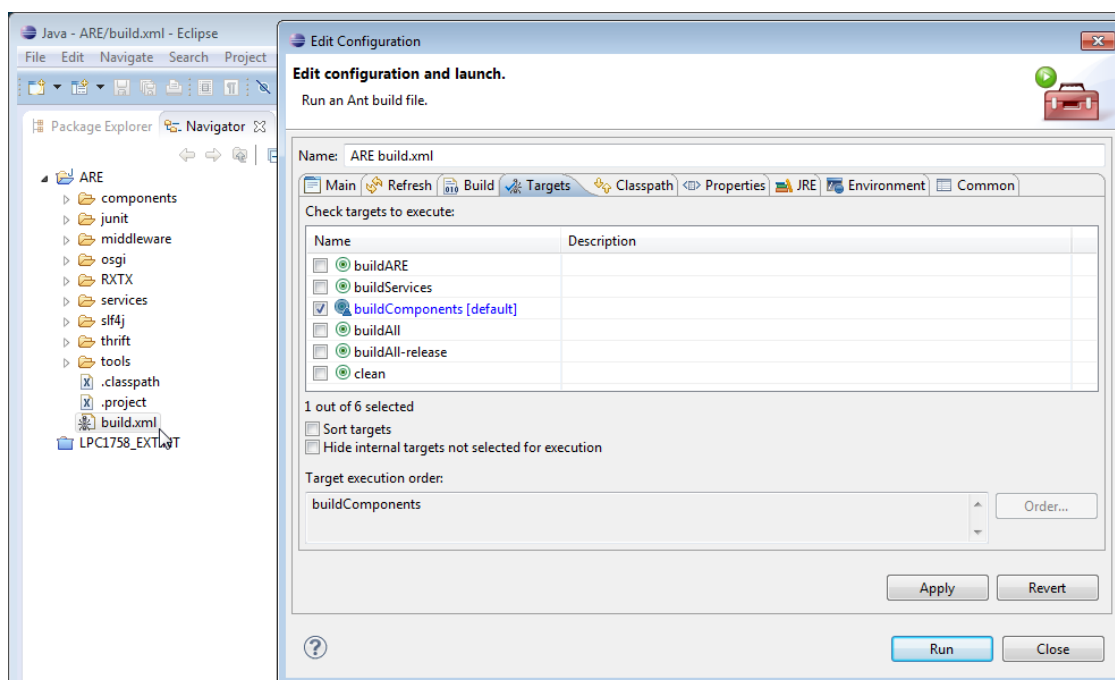 Java - ARE/build.xml - Eclipse
File Edit Navigate Search Project
Package Explorer Navigator
ARE
components
junit
middleware
osgi
RXTX
services
slf4j
thrift
tools
.classpath
.project
build.xml
Edit Configuration
Edit configuration and launch.
Run an Ant build file.
Name: ARE build.xml
Main Refresh Build Targets Classpath Properties JRE Environment Common
Check targets to execute:
Name Description
buildARE
buildServices
buildComponents [default]
buildAll
buildAll-release
clean
1 out of 6 selected
Sort targets
Hide internal targets not selected for execution
Target execution order:
buildComponents
Order...
Apply Revert
Run Close